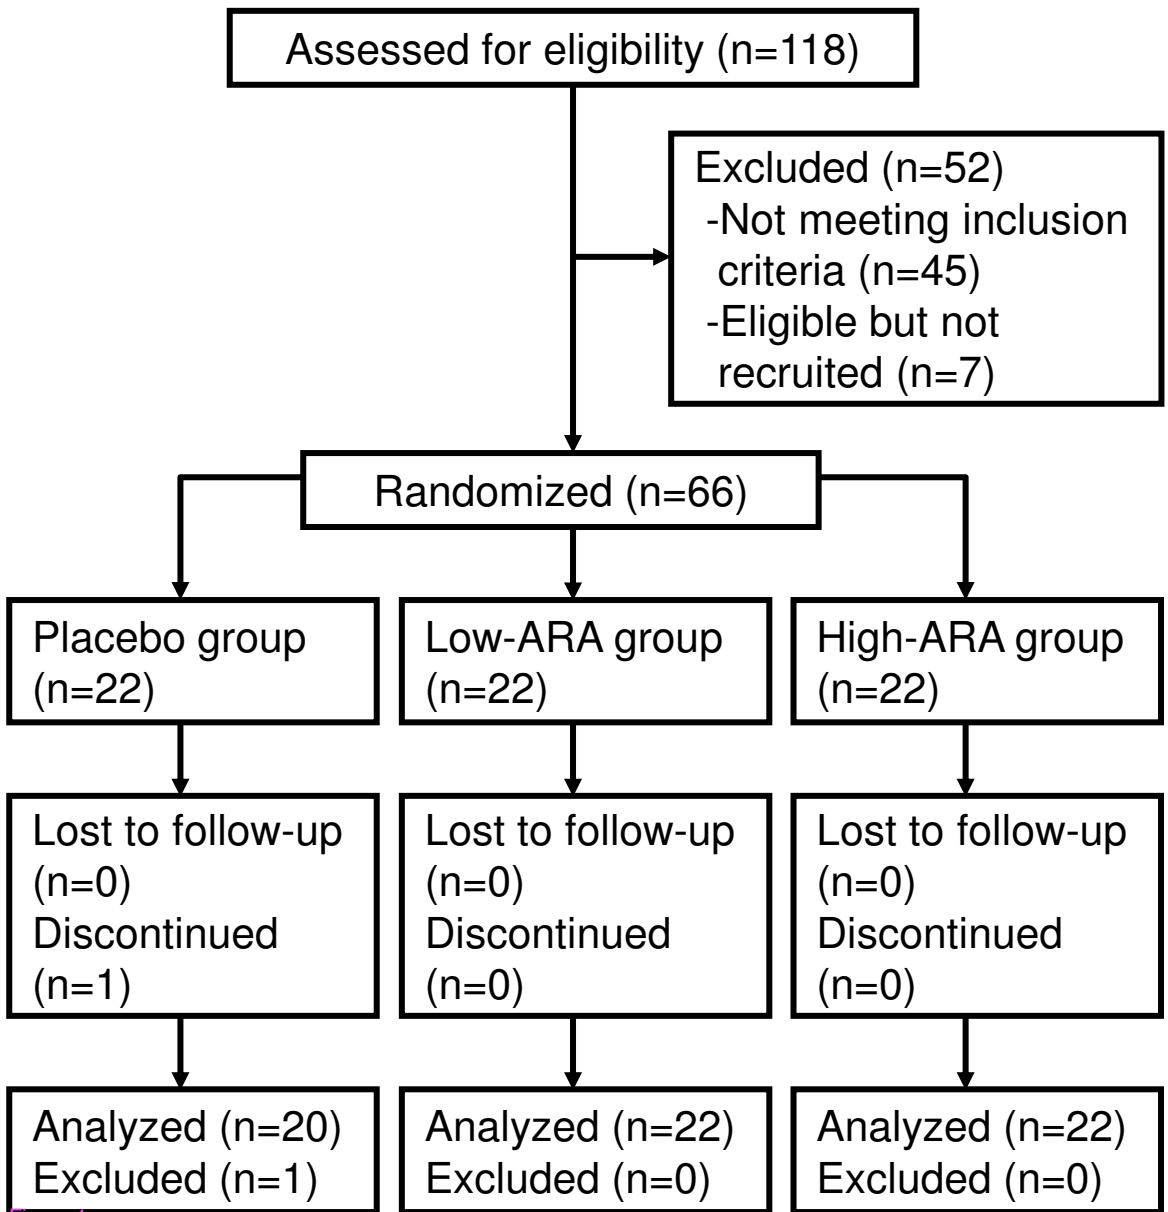 Assessed for eligibility (n=118)
Excluded (n=52)
-Not meeting inclusion
criteria (n=45)
-Eligible but not
recruited (n=7)
Randomized (n=66)
Placebo group
(n=22)
Low-ARA group
(n=22)
High-ARA group
(n=22)
Lost to follow-up
(n=0)
Discontinued
(n=1)
Lost to follow-up
(n=0)
Discontinued
(n=0)
Lost to follow-up
(n=0)
Discontinued
(n=0)
Analyzed (n=20)
Excluded (n=1)
Analyzed (n=22)
Excluded (n=0)
Analyzed (n=22)
Excluded (n=0)